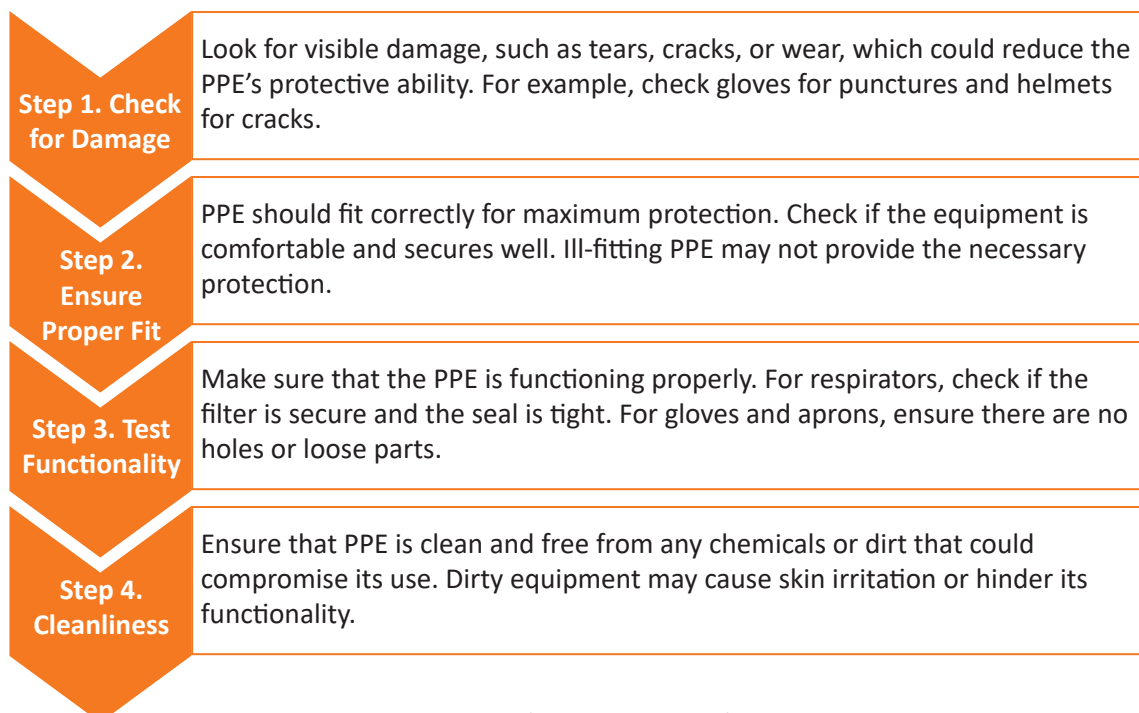 Step 1. Check
for Damage
Look for visible damage, such as tears, cracks, or wear, which could reduce the
PPE’s protective ability. For example, check gloves for punctures and helmets
for cracks.
Step 2.
Ensure
Proper Fit
PPE should fit correctly for maximum protection. Check if the equipment is
comfortable and secures well. Ill-fitting PPE may not provide the necessary
protection.
Step 3. Test
Functionality
Make sure that the PPE is functioning properly. For respirators, check if the
filter is secure and the seal is tight. For gloves and aprons, ensure there are no
holes or loose parts.
Step 4.
Cleanliness
Ensure that PPE is clean and free from any chemicals or dirt that could
compromise its use. Dirty equipment may cause skin irritation or hinder its
functionality.